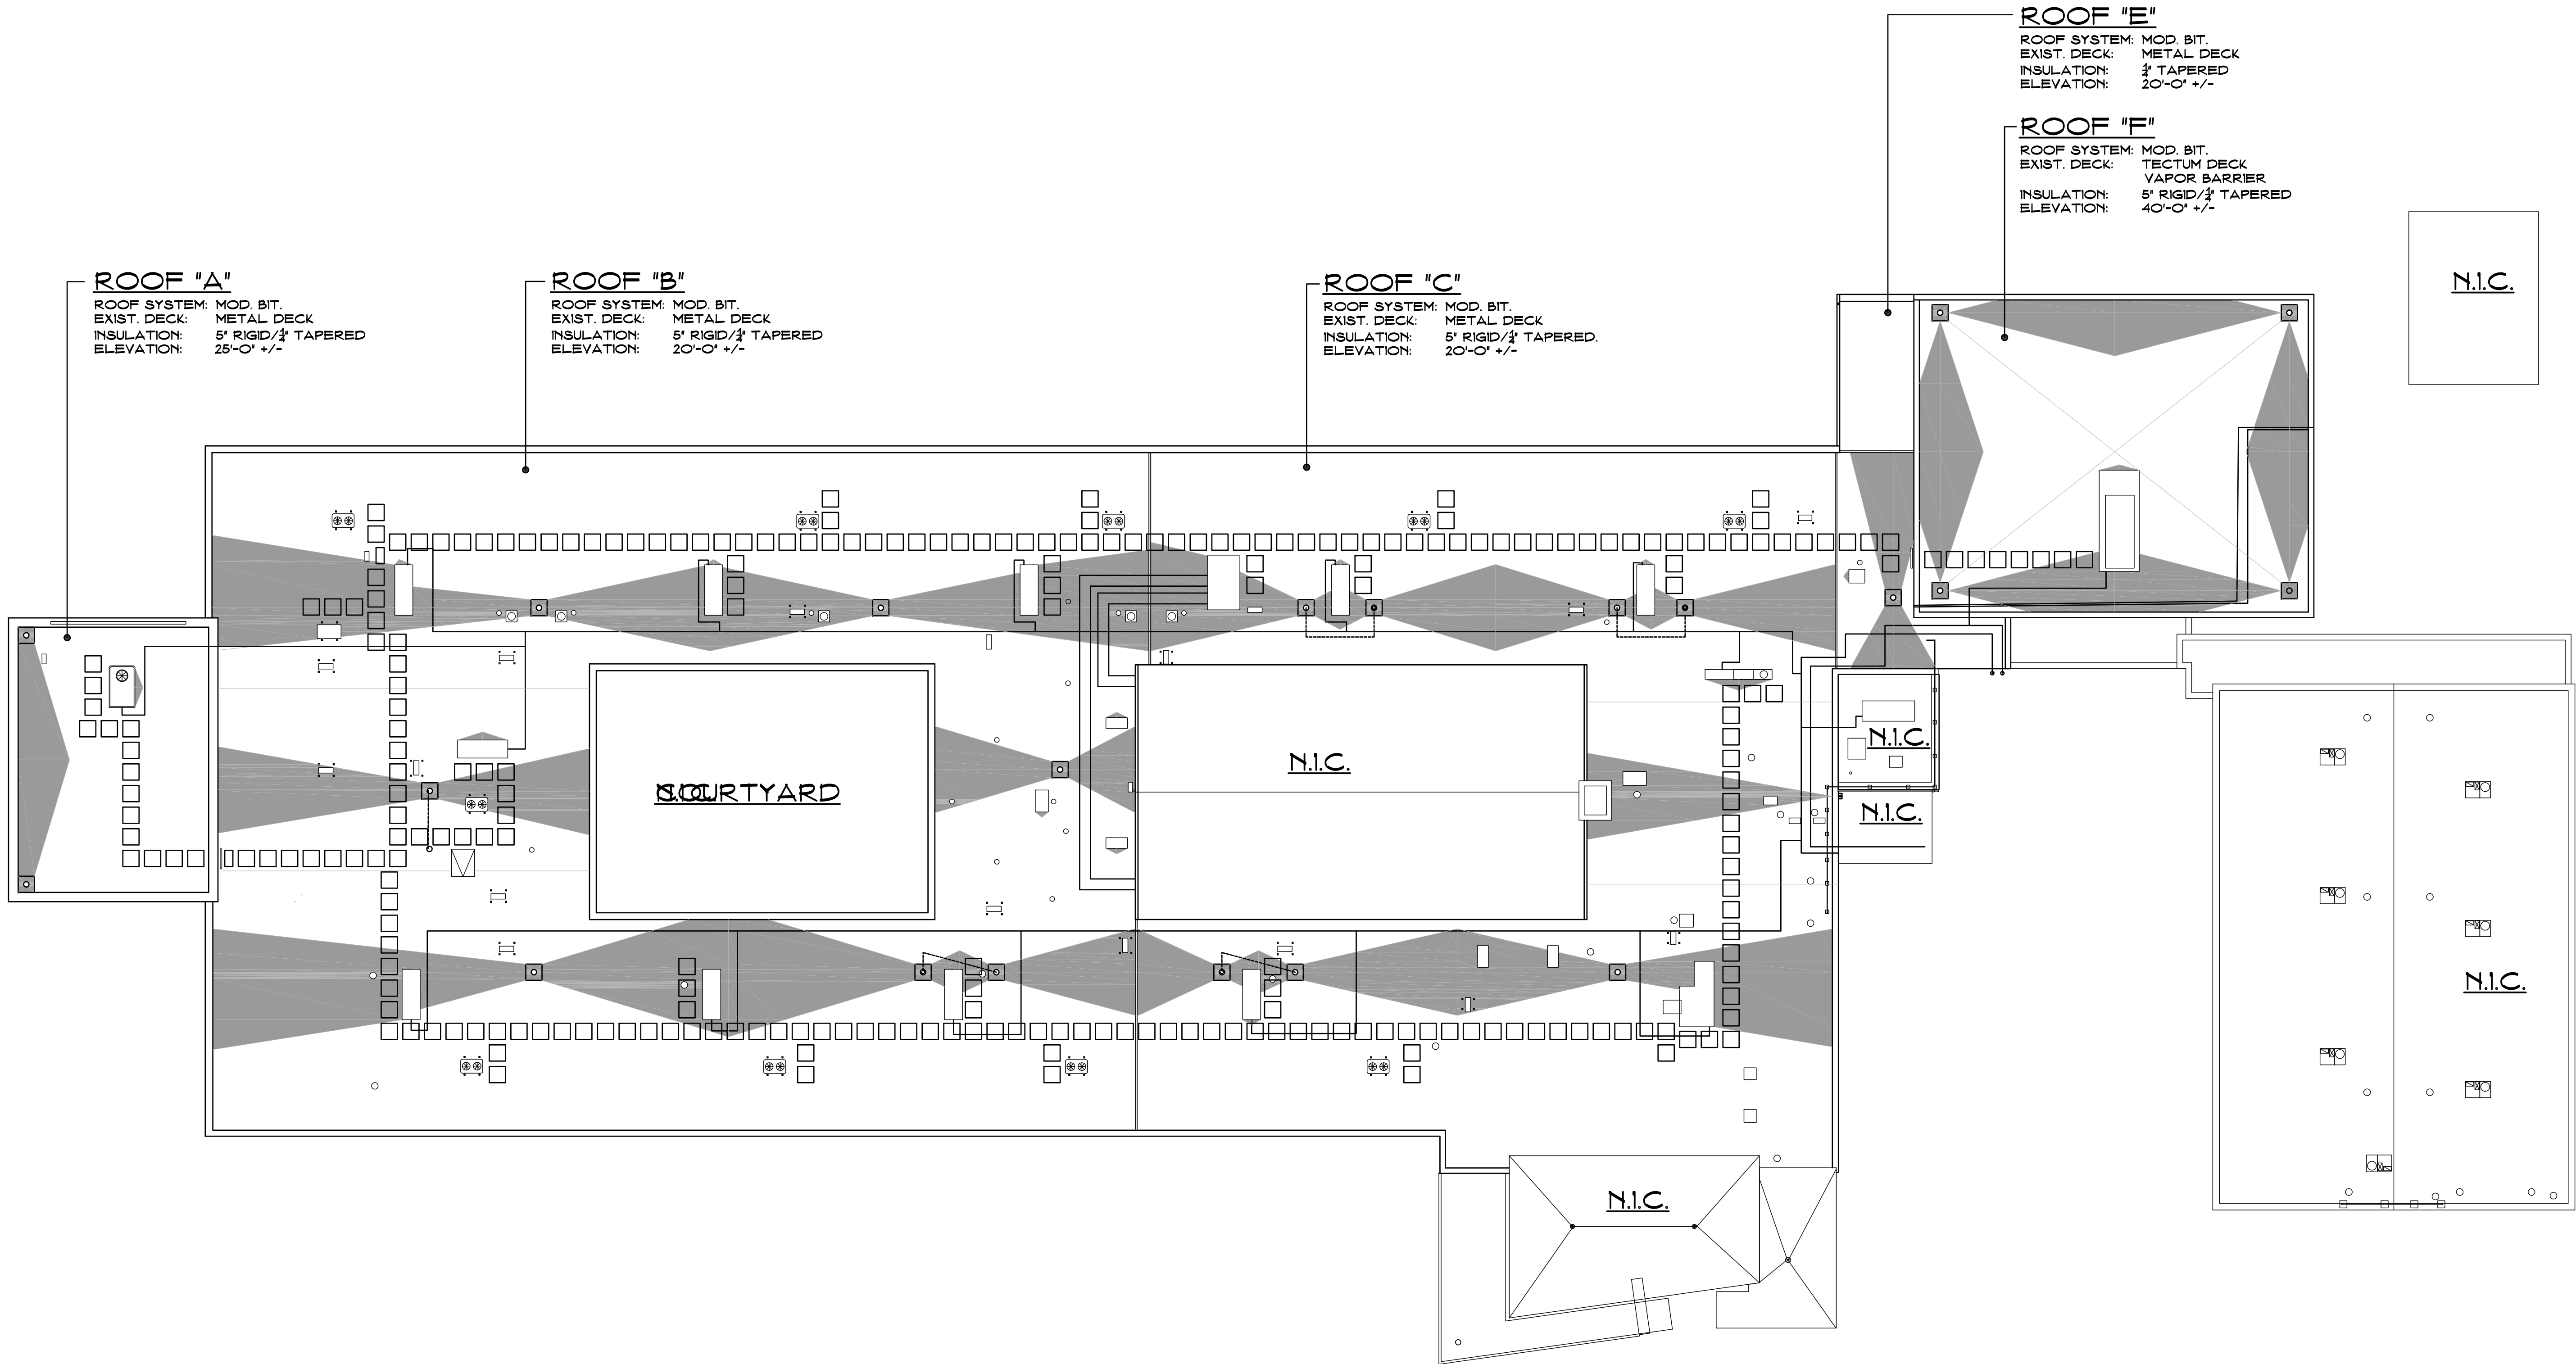 ROOF "E"
ROOF SYSTEM: MOD. BIT.
EXIST. DECK: METAL DECK
INSULATION: ¼" TAPERED
ELEVATION: 20'-0" +/-
ROOF "F"
ROOF SYSTEM: MOD. BIT.
EXIST. DECK: TECTUM DECK
VAPOR BARRIER
INSULATION: 5" RIGID/¼" TAPERED
ELEVATION: 40'-0" +/-
N.I.C.
ROOF "A"
ROOF SYSTEM: MOD. BIT.
EXIST. DECK: METAL DECK
INSULATION: 5" RIGID/¼" TAPERED
ELEVATION: 25'-0" +/-
ROOF "B"
ROOF SYSTEM: MOD. BIT.
EXIST. DECK: METAL DECK
INSULATION: 5" RIGID/¼" TAPERED
ELEVATION: 20'-0" +/-
ROOF "C"
ROOF SYSTEM: MOD. BIT.
EXIST. DECK: METAL DECK
INSULATION: 5" RIGID/¼" TAPERED.
ELEVATION: 20'-0" +/-
N.I.C.
N.I.C.
COURTYARD
N.I.C.
N.I.C.
N.I.C.
N.I.C.